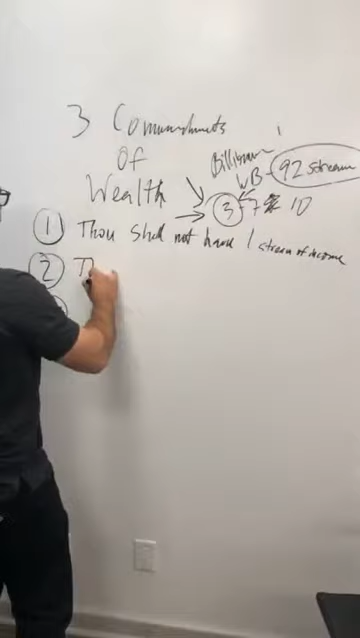 3 Commandments
Of
Wealth
Billionaire
WB - 92 stream
3 - 7 10
1 Thou shall not have 1 stream of income
2 T